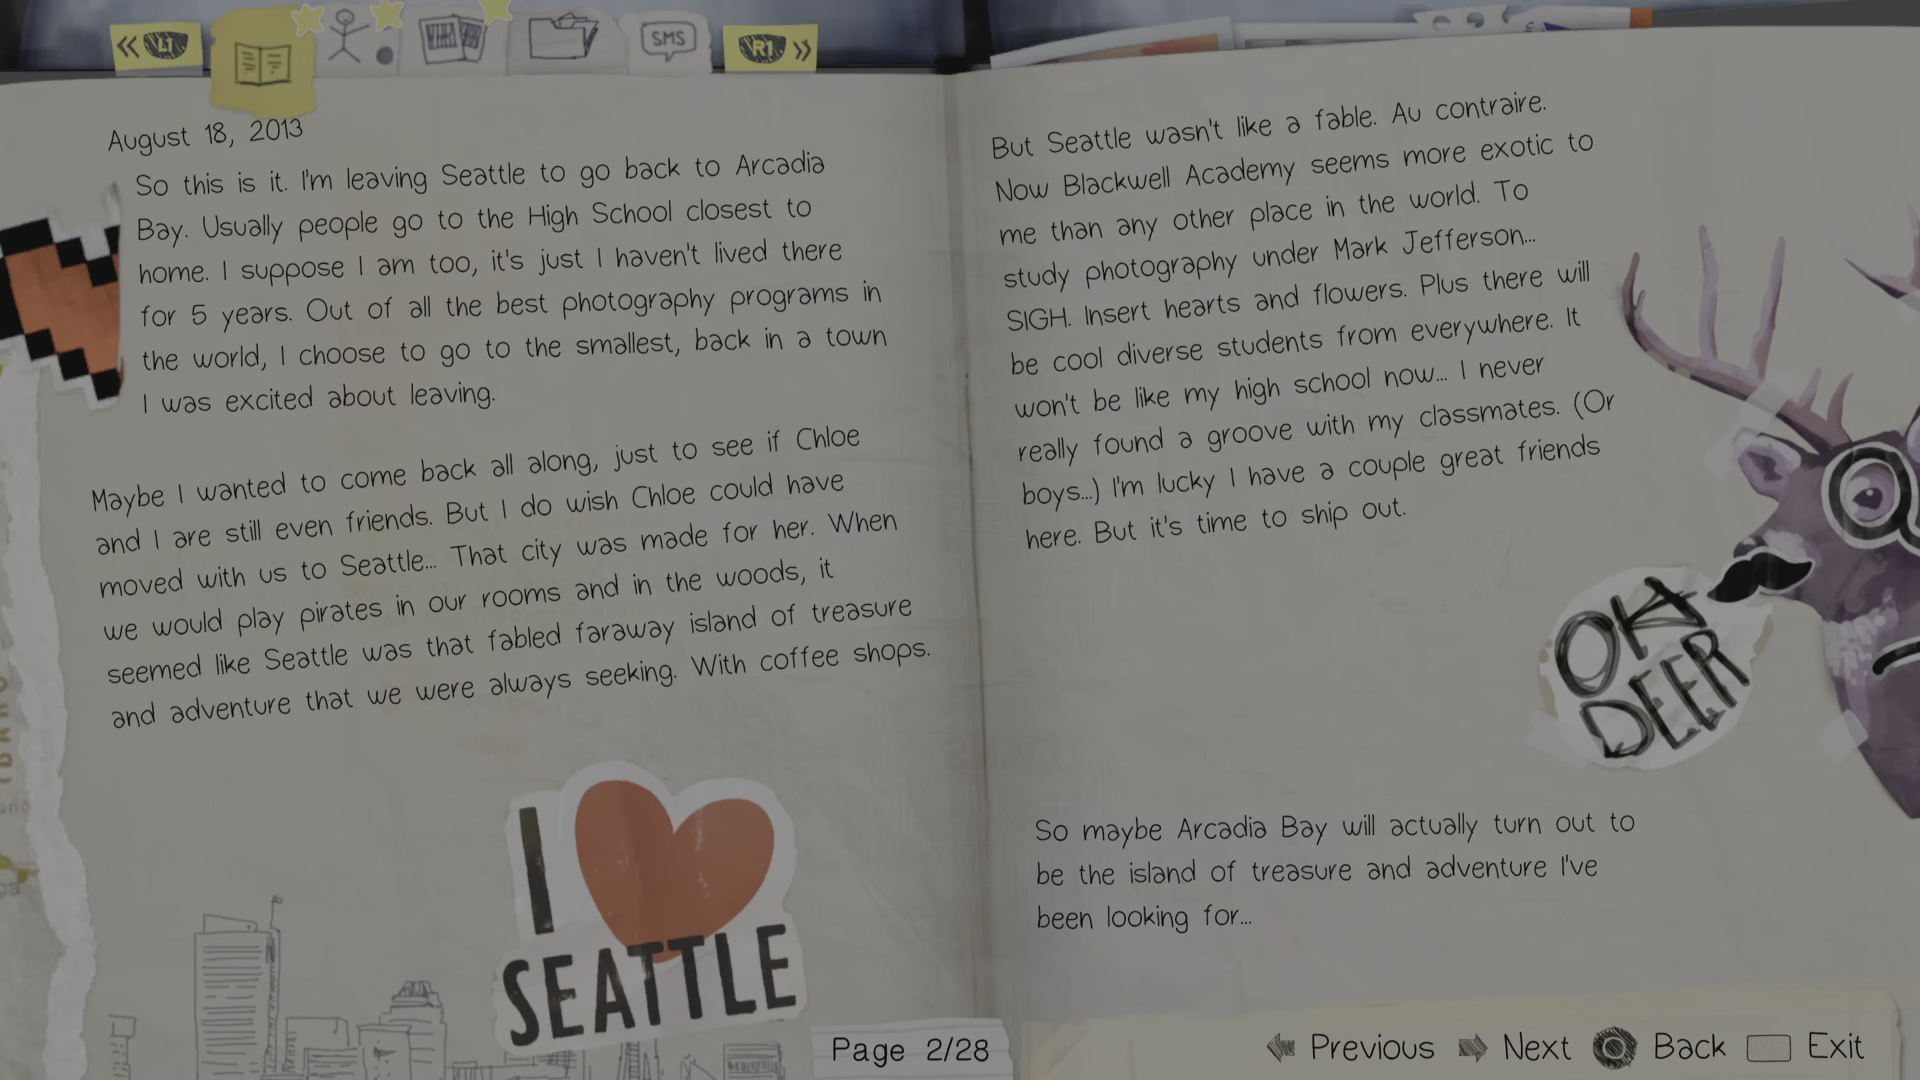 L1
SMS
R1
August 18, 2013
So this is it. I'm leaving Seattle to go back to Arcadia
Bay. Usually people go to the High School closest to
home. I suppose I am too, it's just I haven't lived there
for 5 years. Out of all the best photography programs in
the world, I choose to go to the smallest, back in a town
I was excited about leaving.
Maybe I wanted to come back all along, just to see if Chloe
and I are still even friends. But I do wish Chloe could have
moved with us to Seattle... That city was made for her. When
we would play pirates in our rooms and in the woods, it
seemed like Seattle was that fabled faraway island of treasure
and adventure that we were always seeking. With coffee shops.
I
SEATTLE
But Seattle wasn't like a fable. Au contraire.
Now Blackwell Academy seems more exotic to
me than any other place in the world. To
study photography under Mark Jefferson...
SIGH. Insert hearts and flowers. Plus there will
be cool diverse students from everywhere. It
won't be like my high school now... I never
really found a groove with my classmates. (Or
boys...) I'm lucky I have a couple great friends
here. But it's time to ship out.
OH
DEER
So maybe Arcadia Bay will actually turn out to
be the island of treasure and adventure I've
been looking for...
Page 2/28
Previous Next Back Exit